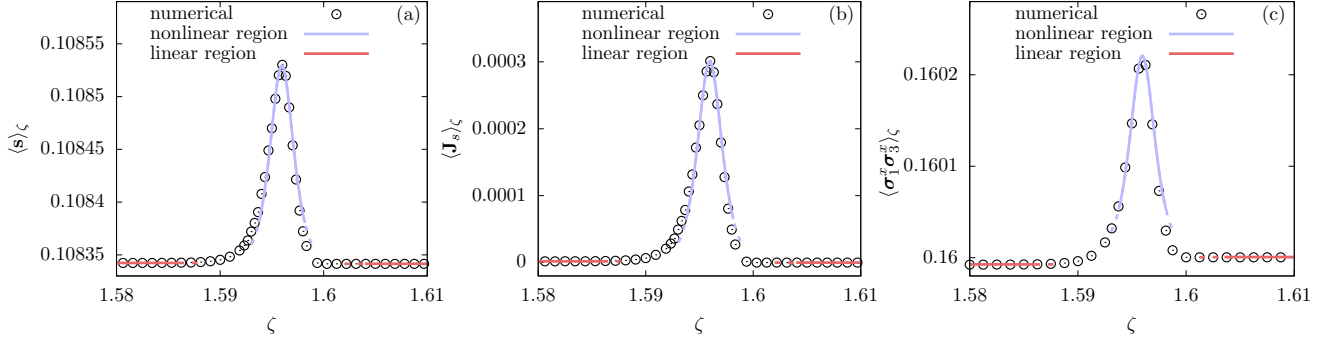 (a)
numerical
nonlinear region
linear region
0.10855
0.1085
0.10845
0.1084
0.10835
⟨s⟩ζ
1.58 1.59 1.6 1.61
ζ
(b)
numerical
nonlinear region
linear region
0.0003
0.0002
0.0001
0
⟨Js⟩ζ
1.58 1.59 1.6 1.61
ζ
(c)
numerical
nonlinear region
linear region
0.1602
0.1601
0.16
⟨σ₁ˣσ₃ˣ⟩ζ
1.58 1.59 1.6 1.61
ζ